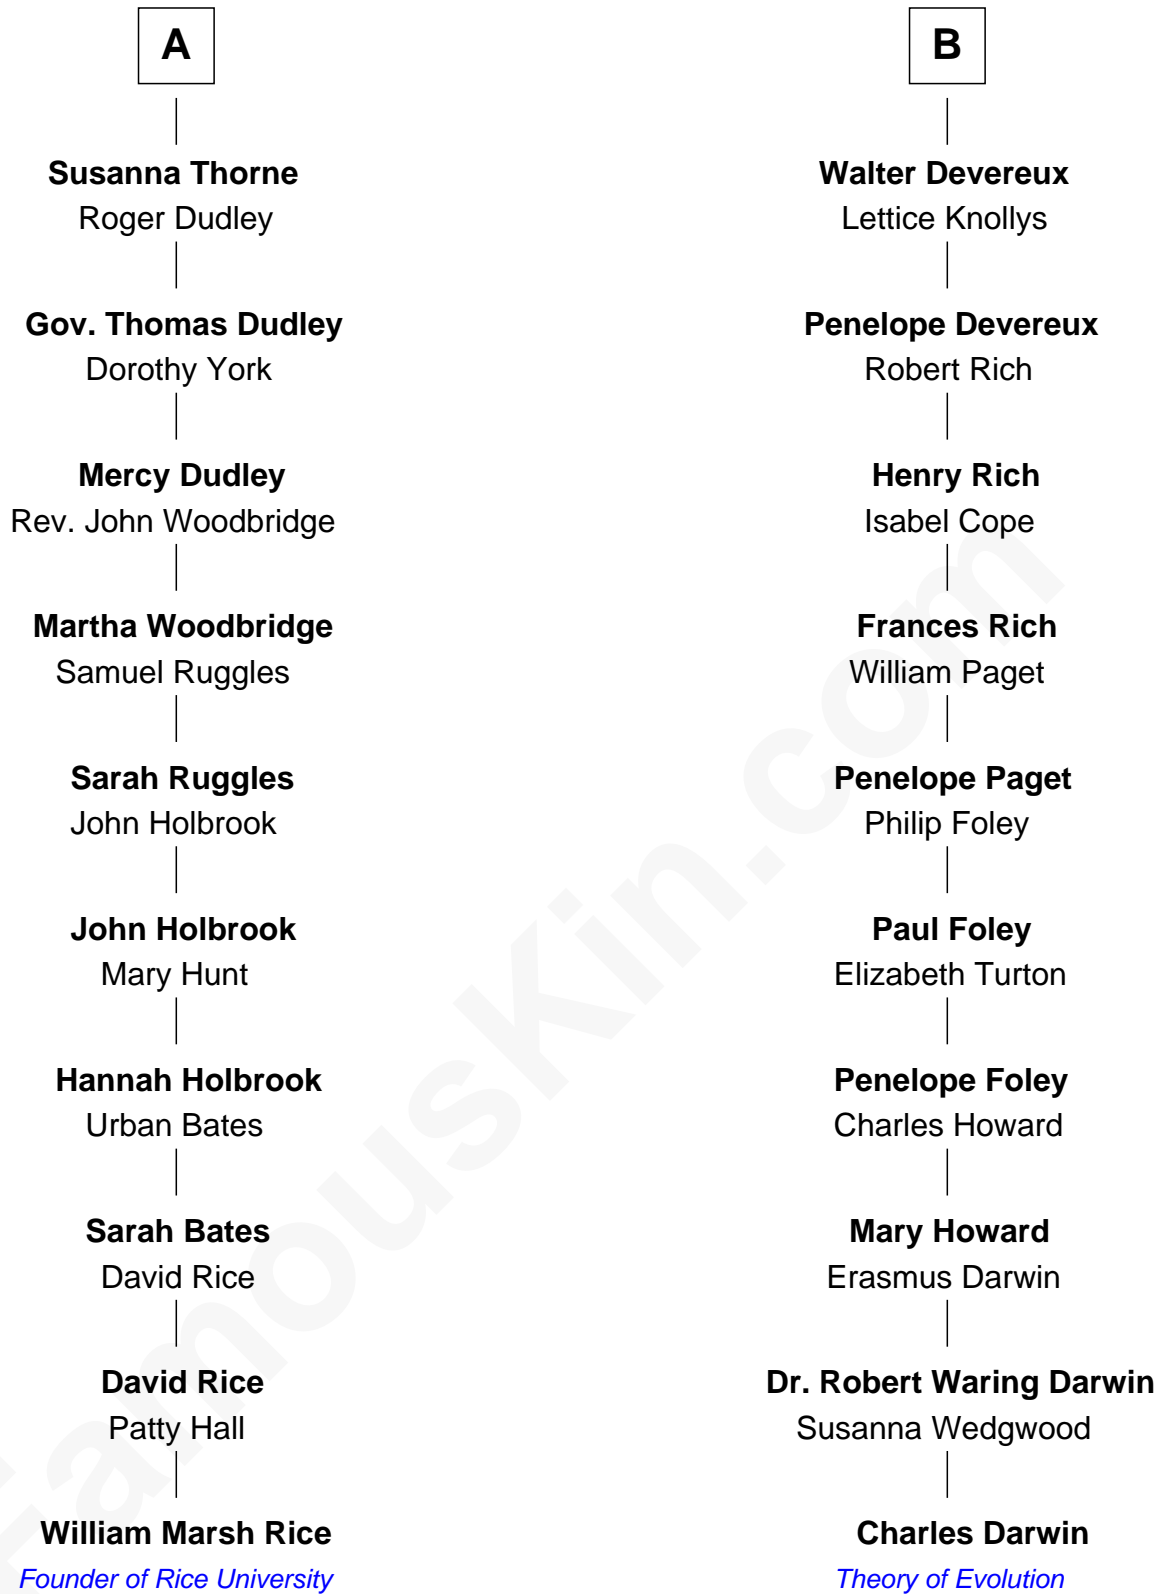 A
B
Susanna Thorne
Roger Dudley
Walter Devereux
Lettice Knollys
Gov. Thomas Dudley
Dorothy York
Penelope Devereux
Robert Rich
Mercy Dudley
Rev. John Woodbridge
Henry Rich
Isabel Cope
Martha Woodbridge
Samuel Ruggles
Frances Rich
William Paget
Sarah Ruggles
John Holbrook
Penelope Paget
Philip Foley
John Holbrook
Mary Hunt
Paul Foley
Elizabeth Turton
Hannah Holbrook
Urban Bates
Penelope Foley
Charles Howard
Sarah Bates
David Rice
Mary Howard
Erasmus Darwin
David Rice
Patty Hall
Dr. Robert Waring Darwin
Susanna Wedgwood
William Marsh Rice
Founder of Rice University
Charles Darwin
Theory of Evolution
FamousKin.com